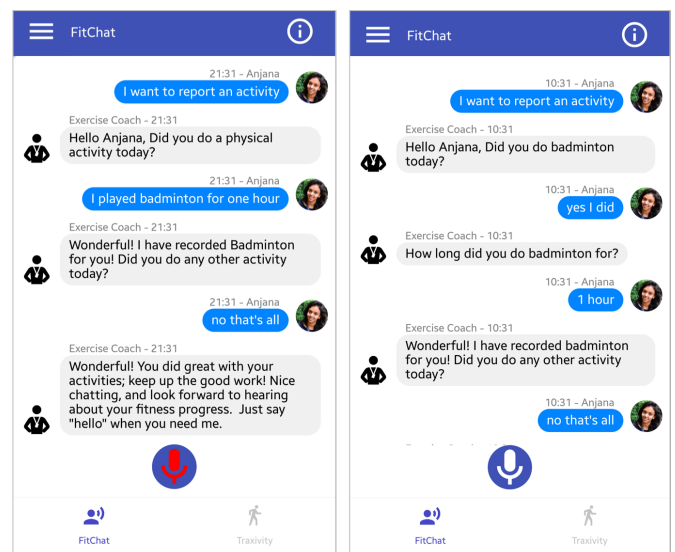 FitChat
21:31 - Anjana
I want to report an activity
Exercise Coach - 21:31
Hello Anjana, Did you do a physical
activity today?
21:31 - Anjana
I played badminton for one hour
Exercise Coach - 21:31
Wonderful! I have recorded Badminton
for you! Did you do any other activity
today?
21:31 - Anjana
no that's all
Exercise Coach - 21:31
Wonderful! You did great with your
activities; keep up the good work! Nice
chatting, and look forward to hearing
about your fitness progress. Just say
"hello" when you need me.
FitChat
Traxivity
FitChat
10:31 - Anjana
I want to report an activity
Exercise Coach - 10:31
Hello Anjana, Did you do badminton
today?
10:31 - Anjana
yes I did
Exercise Coach - 10:31
How long did you do badminton for?
10:31 - Anjana
1 hour
Exercise Coach - 10:31
Wonderful! I have recorded badminton
for you! Did you do any other activity
today?
10:31 - Anjana
no that's all
FitChat
Traxivity